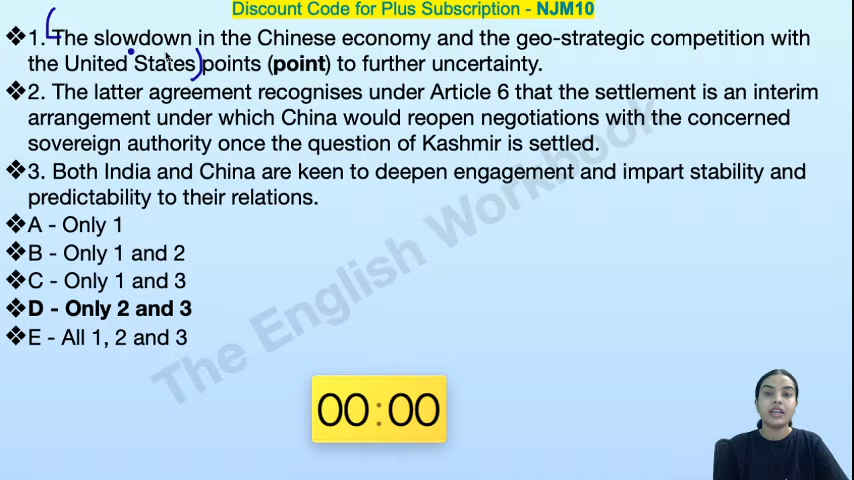 Discount Code for Plus Subscription - NJM10
❖1. The slowdown in the Chinese economy and the geo-strategic competition with
the United States points (point) to further uncertainty.
❖2. The latter agreement recognises under Article 6 that the settlement is an interim
arrangement under which China would reopen negotiations with the concerned
sovereign authority once the question of Kashmir is settled.
❖3. Both India and China are keen to deepen engagement and impart stability and
predictability to their relations.
❖A - Only 1
❖B - Only 1 and 2
❖C - Only 1 and 3
❖D - Only 2 and 3
❖E - All 1, 2 and 3
The English Workbook
00:00